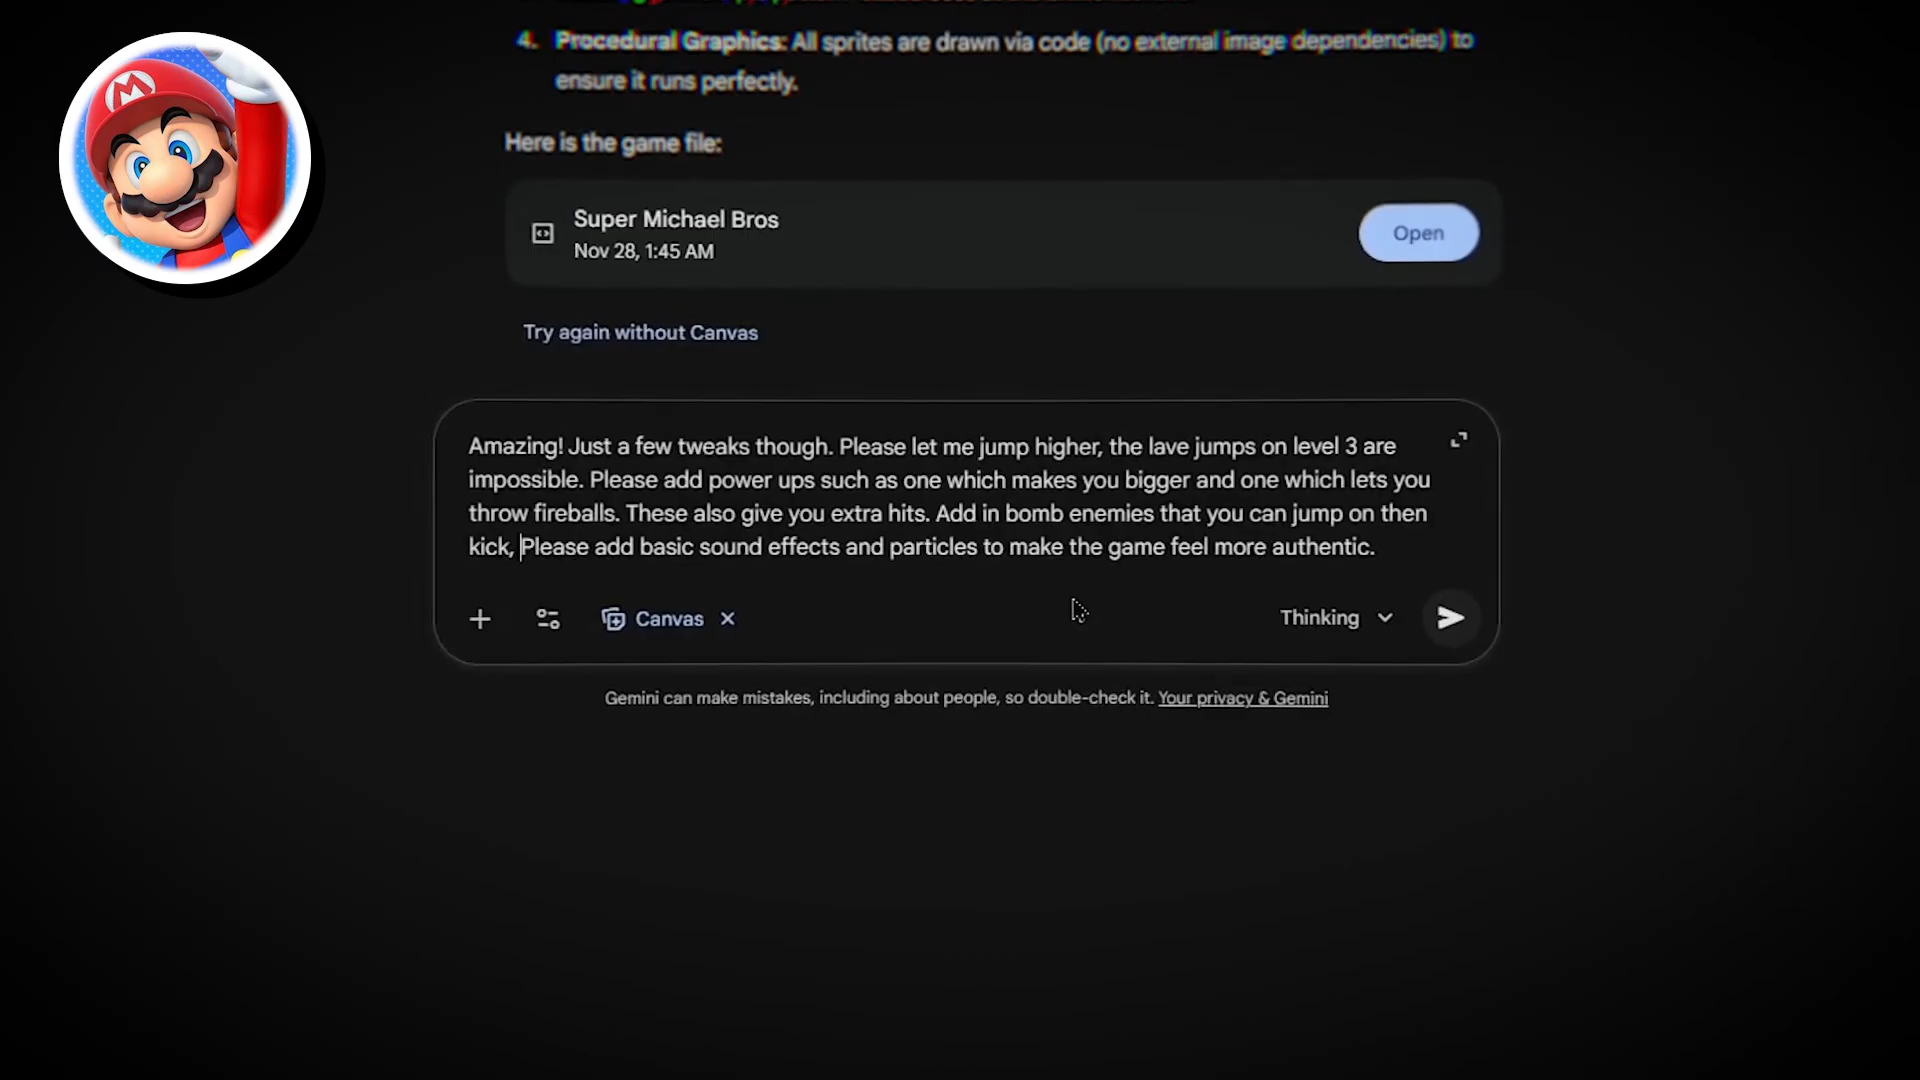 M
4. Procedural Graphics: All sprites are drawn via code (no external image dependencies) to
ensure it runs perfectly.
Here is the game file:
Super Michael Bros
Nov 28, 1:45 AM
Open
Try again without Canvas
Amazing! Just a few tweaks though. Please let me jump higher, the lave jumps on level 3 are
impossible. Please add power ups such as one which makes you bigger and one which lets you
throw fireballs. These also give you extra hits. Add in bomb enemies that you can jump on then
kick, Please add basic sound effects and particles to make the game feel more authentic.
Canvas
Thinking
Gemini can make mistakes, including about people, so double-check it. Your privacy & Gemini